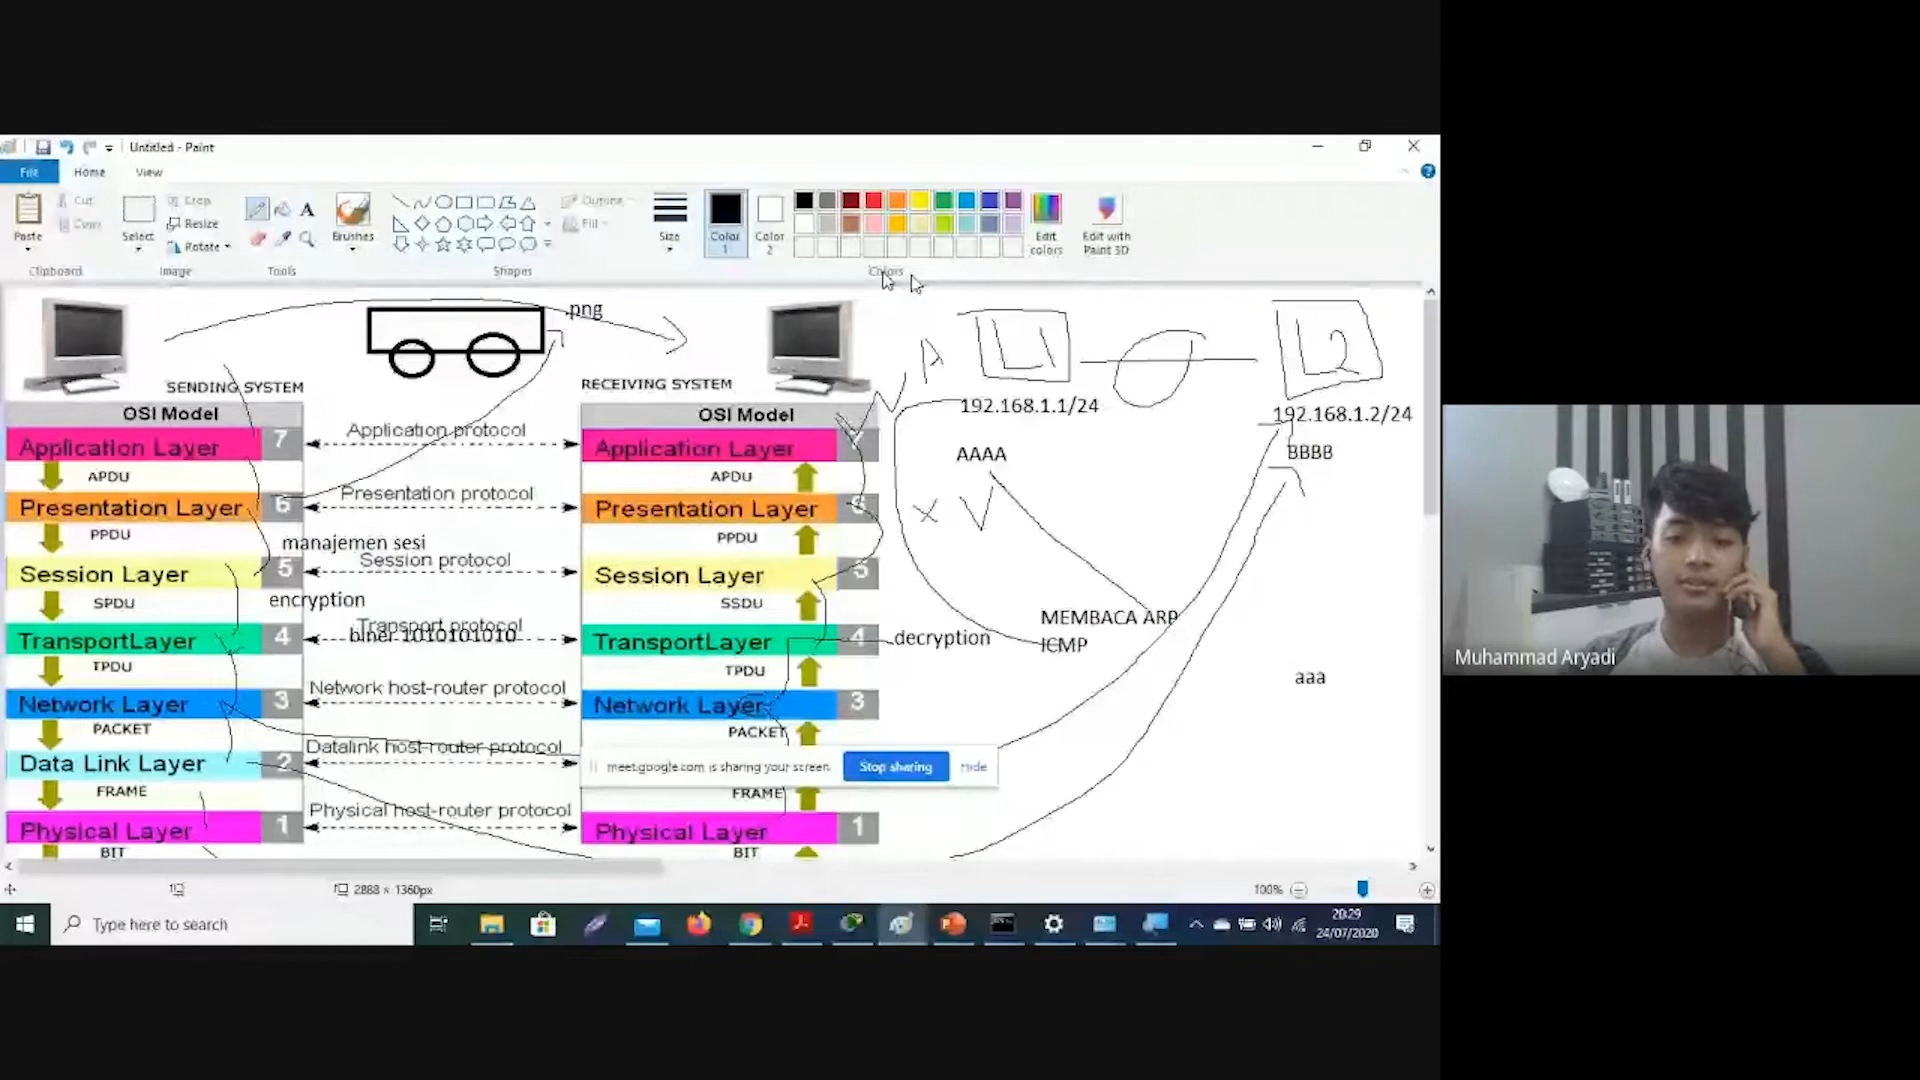 Untitled - Paint
File
Home
View
Paste
Cut
Copy
Clipboard
Select
Crop
Resize
Rotate
Image
A
Tools
Brushes
Shapes
Outline
Fill
Size
Color 1
Color 2
Edit colors
Edit with Paint 3D
Colors
.png
SENDING SYSTEM
RECEIVING SYSTEM
OSI Model
Application Layer 7
APDU
Presentation Layer 6
PPDU
Session Layer 5
SPDU
TransportLayer 4
TPDU
Network Layer 3
PACKET
Data Link Layer 2
FRAME
Physical Layer 1
BIT
Application protocol
Presentation protocol
manajemen sesi
Session protocol
encryption
Transport protocol
biner 1010101010
Network host-router protocol
Datalink host-router protocol
Physical host-router protocol
OSI Model
Application Layer
APDU
Presentation Layer 6
PPDU
Session Layer 5
SSDU
TransportLayer 4
TPDU
Network Layer 3
PACKET
FRAME
Physical Layer 1
BIT
decryption
meet.google.com is sharing your screen.
Stop sharing
Hide
A
L1
L2
192.168.1.1/24
192.168.1.2/24
AAAA
BBBB
X V
MEMBACA ARP
ICMP
aaa
2888 × 1360px
100%
Type here to search
20:29
24/07/2020
Muhammad Aryadi